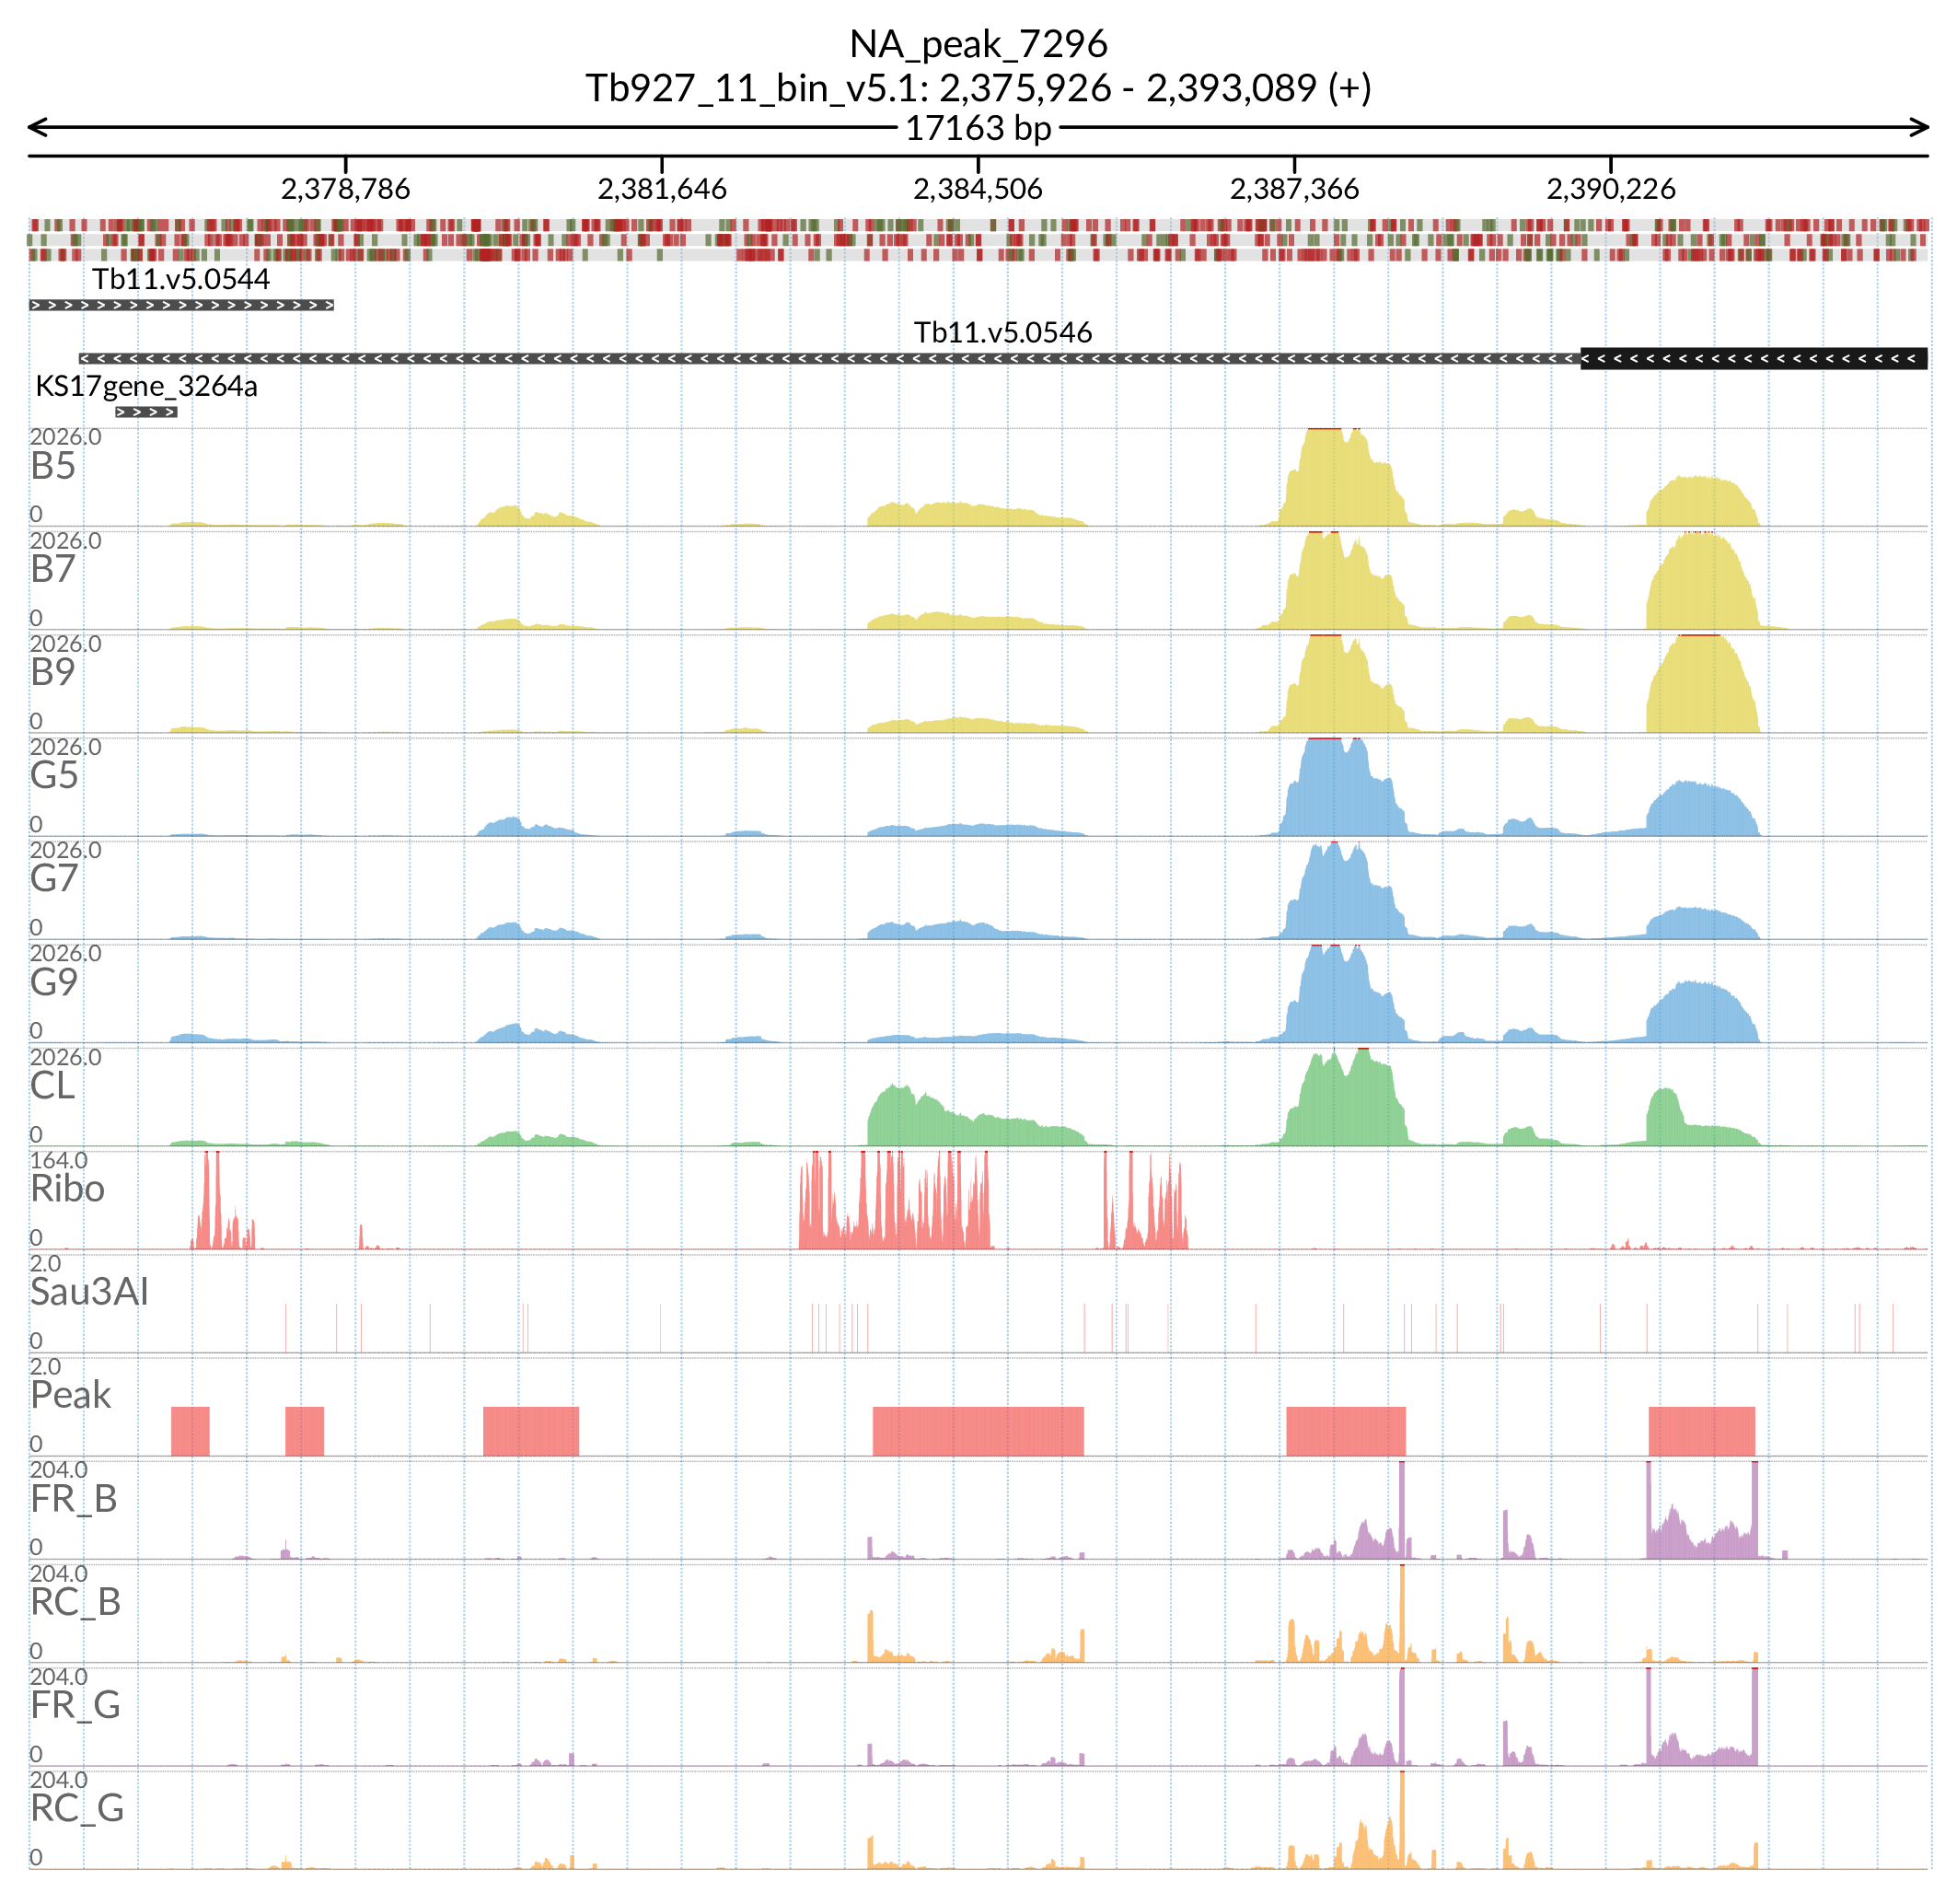 NA_peak_7296
Tb927_11_bin_v5.1: 2,375,926 - 2,393,089 (+)
17163 bp
2,378,786 2,381,646 2,384,506 2,387,366 2,390,226
Tb11.v5.0544
Tb11.v5.0546
KS17gene_3264a
2026.0
B5
0
2026.0
B7
0
2026.0
B9
0
2026.0
G5
0
2026.0
G7
0
2026.0
G9
0
2026.0
CL
0
164.0
Ribo
0
2.0
Sau3AI
0
2.0
Peak
0
204.0
FR_B
0
204.0
RC_B
0
204.0
FR_G
0
204.0
RC_G
0